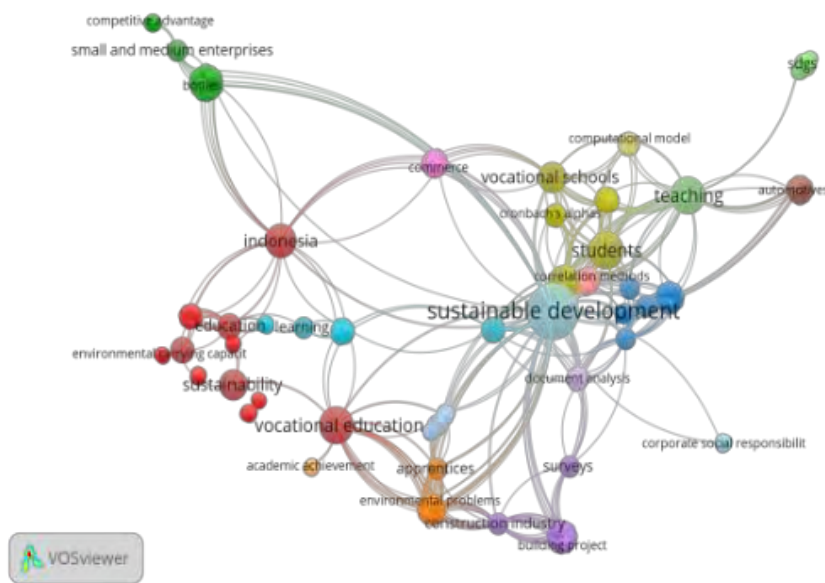 competitive advantage
small and medium enterprises
sdgs
computational model
commerce
vocational schools
automotives
teaching
cronbach's alphas
indonesia
students
correlation methods
sustainable development
education
learning
environmental carrying capacit
document analysis
sustainability
vocational education
corporate social responsibilit
academic achievement
apprentices
surveys
environmental problems
construction industry
building project
VOSviewer